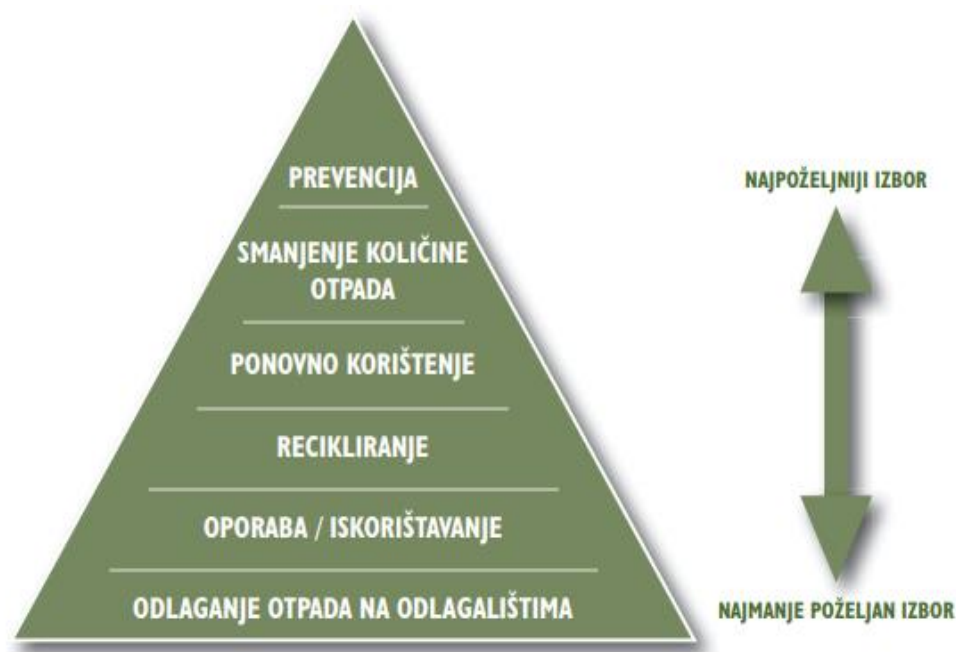 PREVENCIJA
SMANJENJE KOLIČINE
OTPADA
PONOVNO KORIŠTENJE
RECIKLIRANJE
OPORABA / ISKORIŠTAVANJE
ODLAGANJE OTPADA NA ODLAGALIŠTIMA
NAJPOŽELJNIJI IZBOR
NAJMANJE POŽELJAN IZBOR